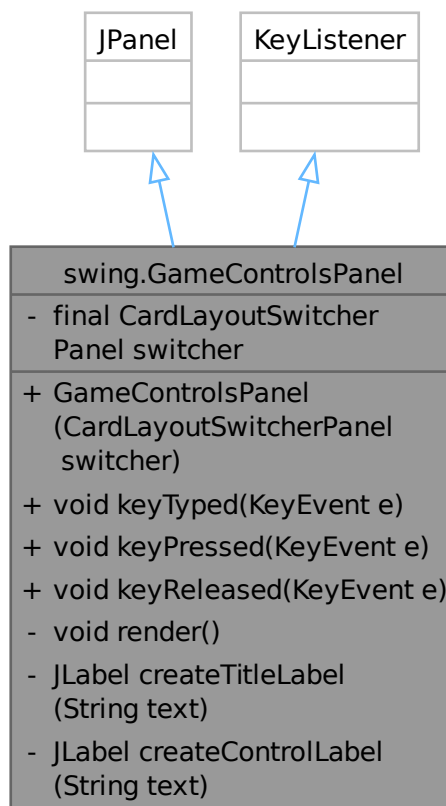 JPanel
KeyListener
swing.GameControlsPanel
- final CardLayoutSwitcher
Panel switcher
+ GameControlsPanel
(CardLayoutSwitcherPanel
switcher)
+ void keyTyped(KeyEvent e)
+ void keyPressed(KeyEvent e)
+ void keyReleased(KeyEvent e)
- void render()
- JLabel createTitleLabel
(String text)
- JLabel createControlLabel
(String text)